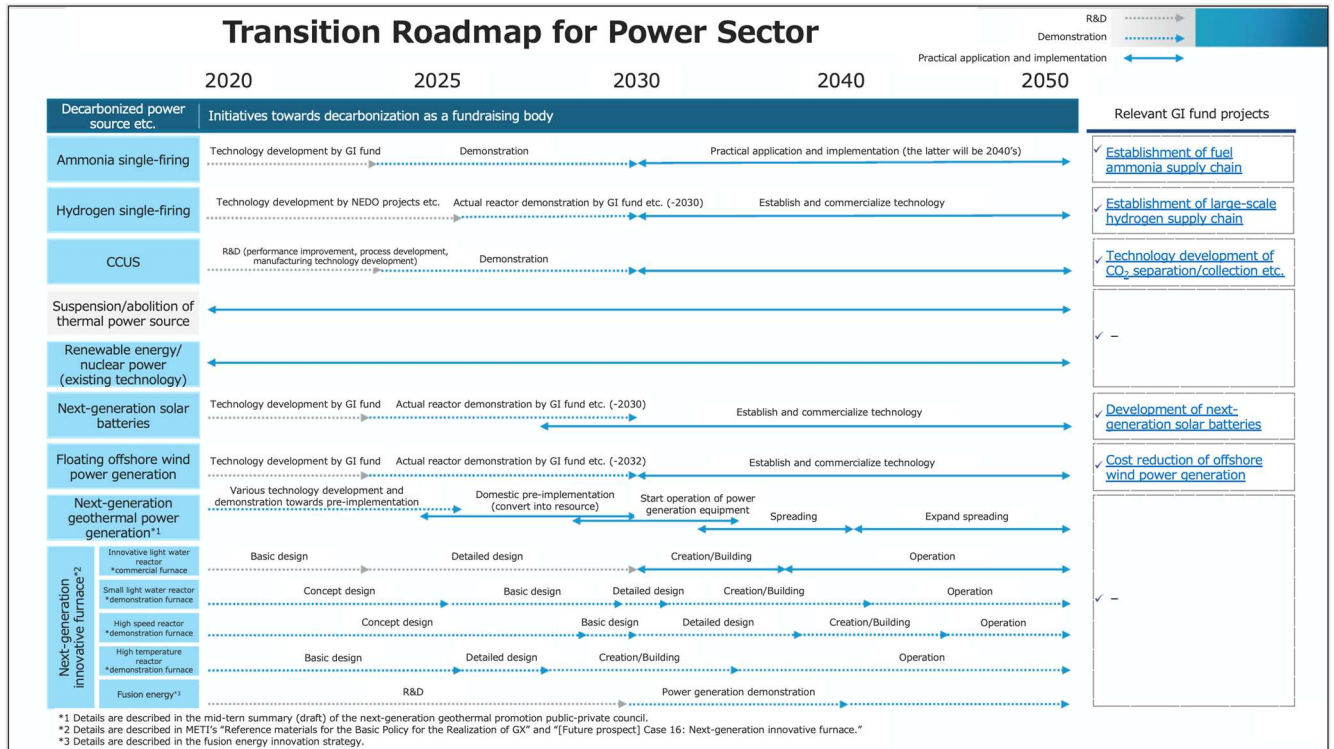 Transition Roadmap for Power Sector
R&D
Demonstration
Practical application and implementation
2020 2025 2030 2040 2050
Decarbonized power
source etc.
Initiatives towards decarbonization as a fundraising body
Relevant GI fund projects
Ammonia single-firing
Technology development by GI fund
Demonstration
Practical application and implementation (the latter will be 2040's)
✓ Establishment of fuel
ammonia supply chain
Hydrogen single-firing
Technology development by NEDO projects etc.
Actual reactor demonstration by GI fund etc. (-2030)
Establish and commercialize technology
✓ Establishment of large-scale
hydrogen supply chain
CCUS
R&D (performance improvement, process development,
manufacturing technology development)
Demonstration
✓ Technology development of
CO2 separation/collection etc.
Suspension/abolition of
thermal power source
✓ –
Renewable energy/
nuclear power
(existing technology)
Next-generation solar
batteries
Technology development by GI fund
Actual reactor demonstration by GI fund etc. (-2030)
Establish and commercialize technology
✓ Development of next-
generation solar batteries
Floating offshore wind
power generation
Technology development by GI fund
Actual reactor demonstration by GI fund etc. (-2032)
Establish and commercialize technology
✓ Cost reduction of offshore
wind power generation
Next-generation
geothermal power
generation*1
Various technology development and
demonstration towards pre-implementation
Domestic pre-implementation
(convert into resource)
Start operation of power
generation equipment
Spreading
Expand spreading
Next-generation
innovative furnace*2
Innovative light water
reactor
*commercial furnace
Basic design
Detailed design
Creation/Building
Operation
Small light water reactor
*demonstration furnace
Concept design
Basic design
Detailed design
Creation/Building
Operation
✓ –
High speed reactor
*demonstration furnace
Concept design
Basic design
Detailed design
Creation/Building
Operation
High temperature
reactor
*demonstration furnace
Basic design
Detailed design
Creation/Building
Operation
Fusion energy*3
R&D
Power generation demonstration
*1 Details are described in the mid-term summary (draft) of the next-generation geothermal promotion public-private council.
*2 Details are described in METI's "Reference materials for the Basic Policy for the Realization of GX" and "[Future prospect] Case 16: Next-generation innovative furnace."
*3 Details are described in the fusion energy innovation strategy.